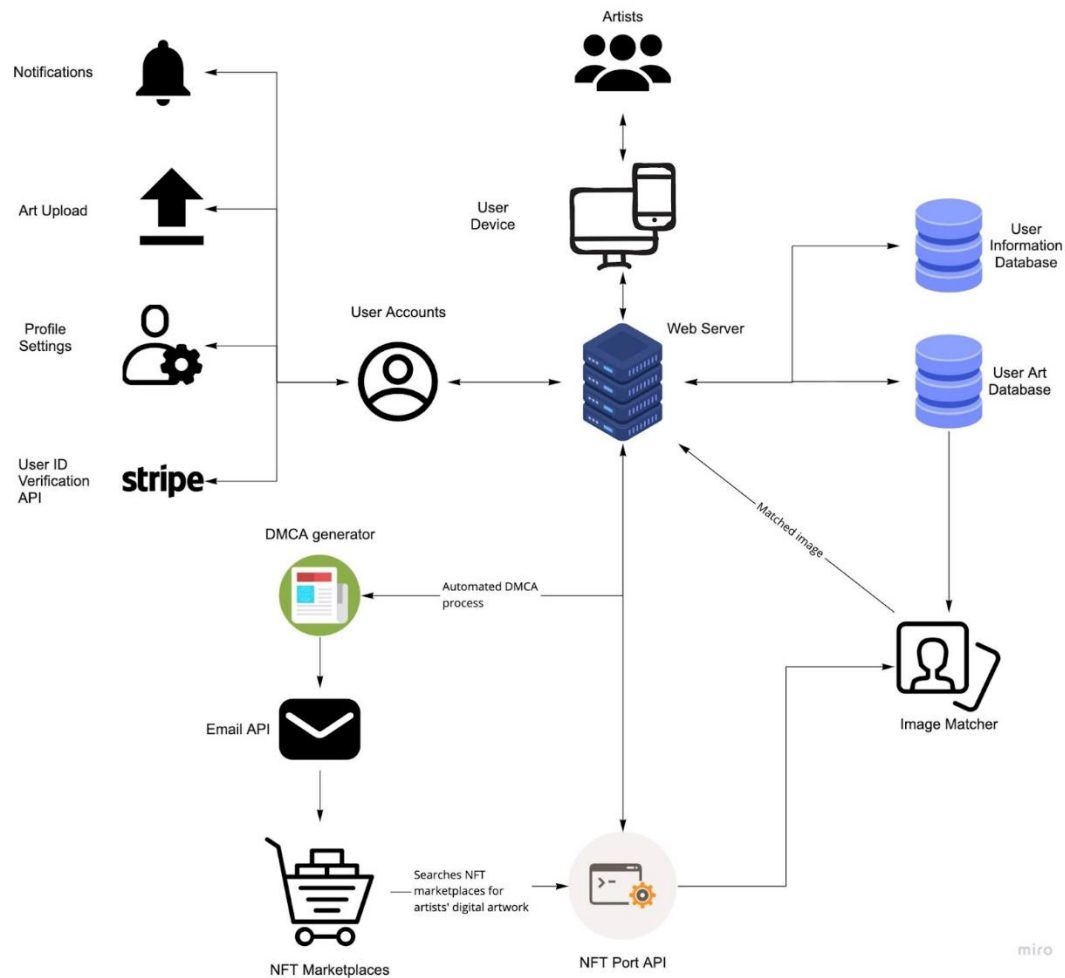 Artists
Notifications
Art Upload
User
Device
User
Information
Database
Profile
Settings
User Accounts
Web Server
User Art
Database
User ID
Verification
API
stripe
DMCA generator
Matched image
Automated DMCA
process
Email API
Image Matcher
Searches NFT
marketplaces for
artists' digital artwork
NFT Marketplaces
NFT Port API
miro